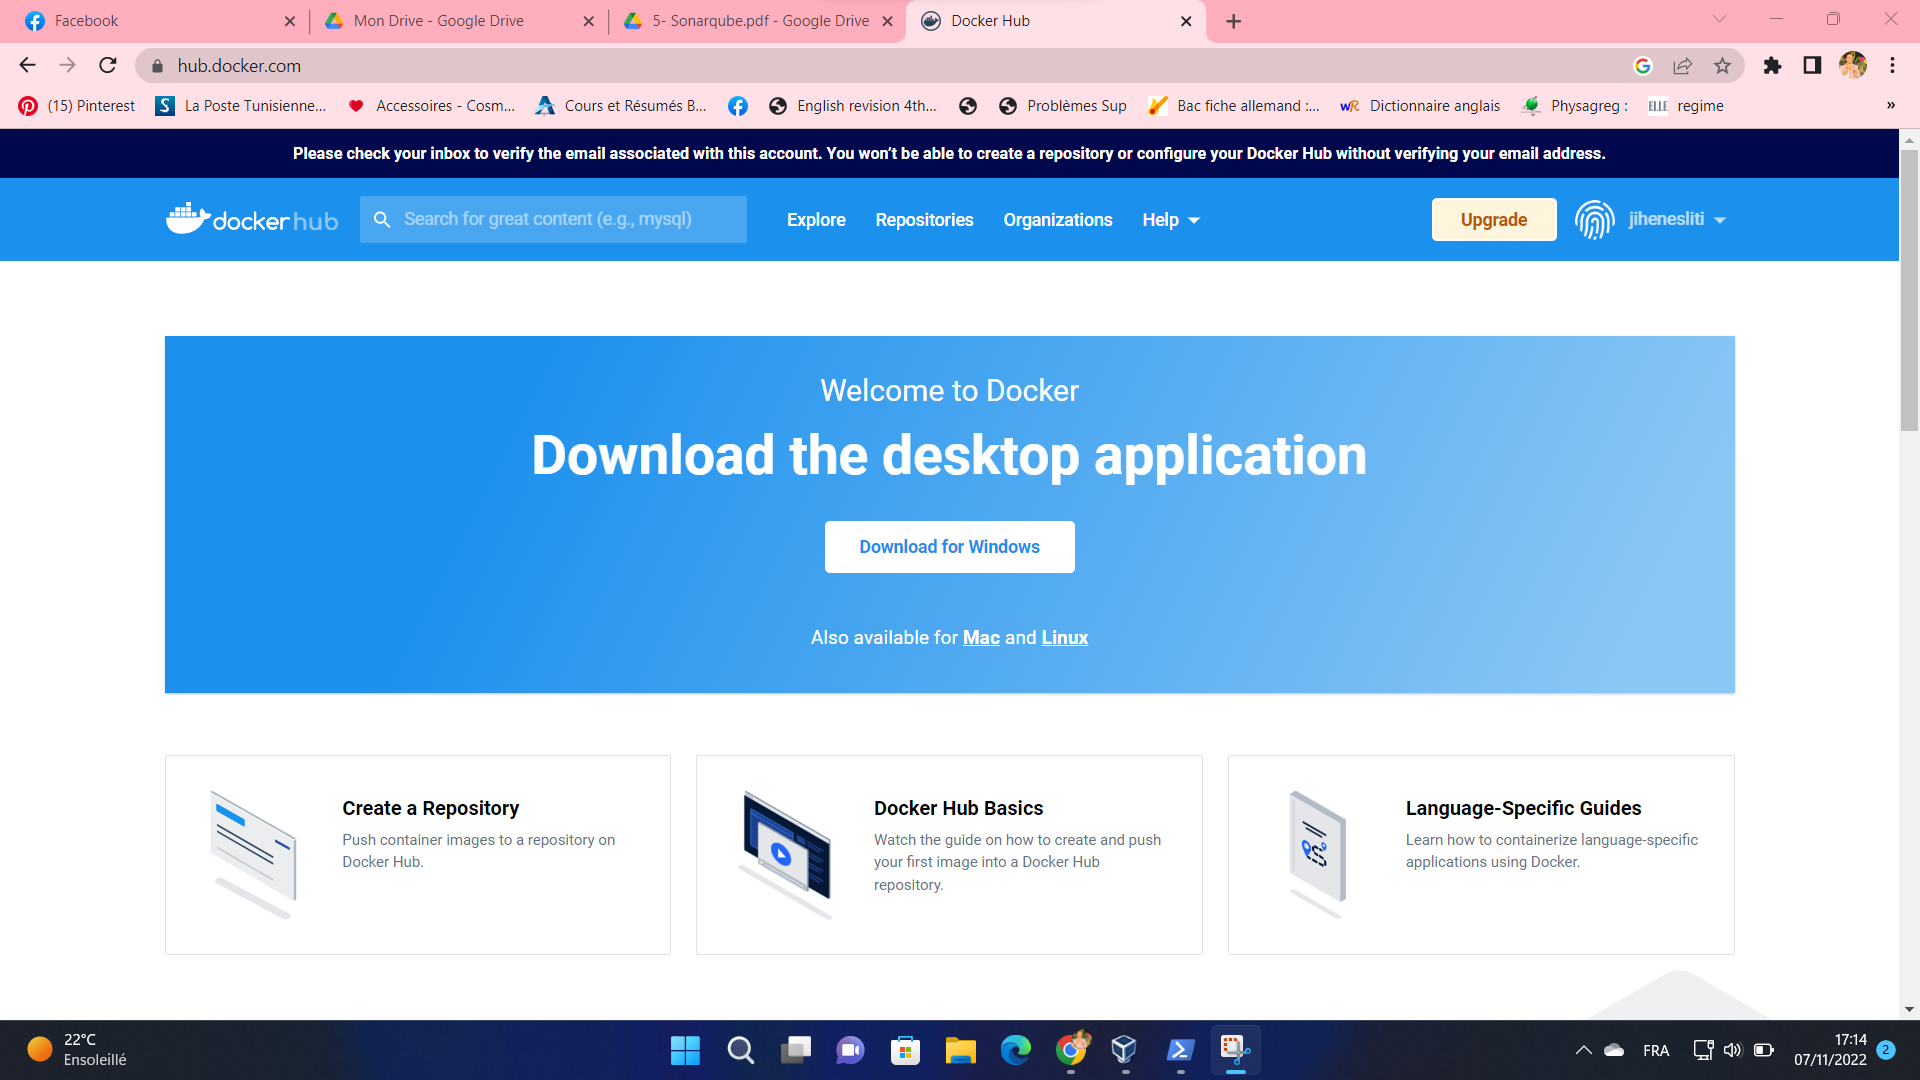 Facebook
Mon Drive - Google Drive
5- Sonarqube.pdf - Google Drive
Docker Hub
hub.docker.com
(15) Pinterest
La Poste Tunisienne...
Accessoires - Cosm...
Cours et Résumés B...
English revision 4th...
Problèmes Sup
Bac fiche allemand :...
WR Dictionnaire anglais
Physagreg :
ELLE regime
»
Please check your inbox to verify the email associated with this account. You won't be able to create a repository or configure your Docker Hub without verifying your email address.
docker hub
Search for great content (e.g., mysql)
Explore
Repositories
Organizations
Help
Upgrade
jihenesliti
Welcome to Docker
Download the desktop application
Download for Windows
Also available for Mac and Linux
Create a Repository
Push container images to a repository on
Docker Hub.
Docker Hub Basics
Watch the guide on how to create and push
your first image into a Docker Hub
repository.
Language-Specific Guides
Learn how to containerize language-specific
applications using Docker.
22°C
Ensoleillé
FRA
17:14
07/11/2022
2